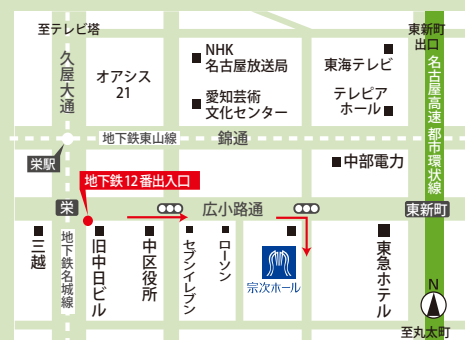 至テレビ塔
東新町
出口
久屋大通
オアシス
21
NHK
名古屋放送局
愛知芸術
文化センター
東海テレビ
テレピア
ホール
名古屋高速 都市環状線
地下鉄東山線
錦通
栄駅
中部電力
地下鉄12番出入口
栄
広小路通
東新町
三越
地下鉄名城線
旧中日ビル
中区役所
セブンイレブン
ローソン
宗次ホール
東急ホテル
N
至丸太町